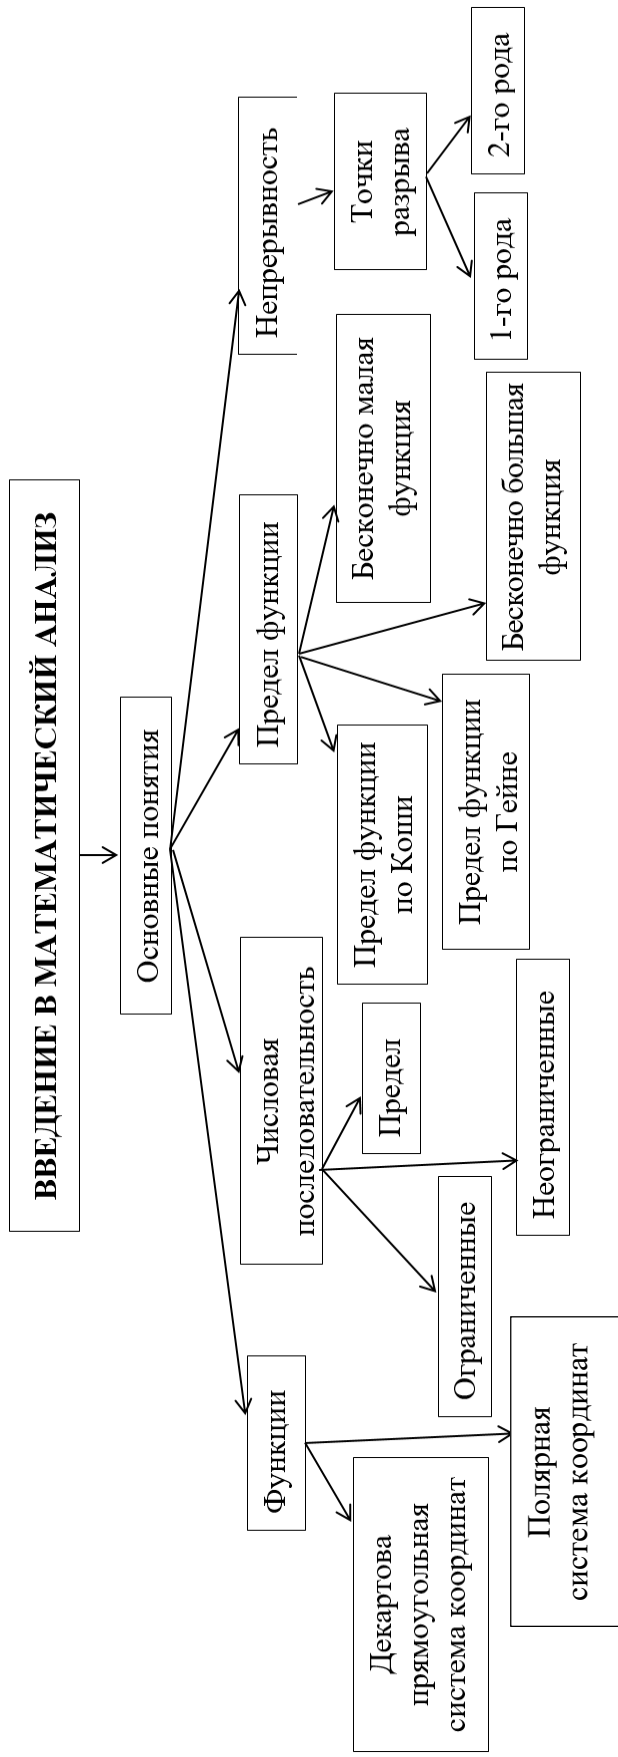 ВВЕДЕНИЕ В МАТЕМАТИЧЕСКИЙ АНАЛИЗ
Основные понятия
Функции
Числовая
последовательность
Предел функции
Непрерывность
Декартова
прямоугольная
система координат
Полярная
система координат
Ограниченные
Предел
Неограниченные
Предел функции
по Коши
Предел функции
по Гейне
Бесконечно малая
функция
Бесконечно большая
функция
Точки
разрыва
1-го рода
2-го рода